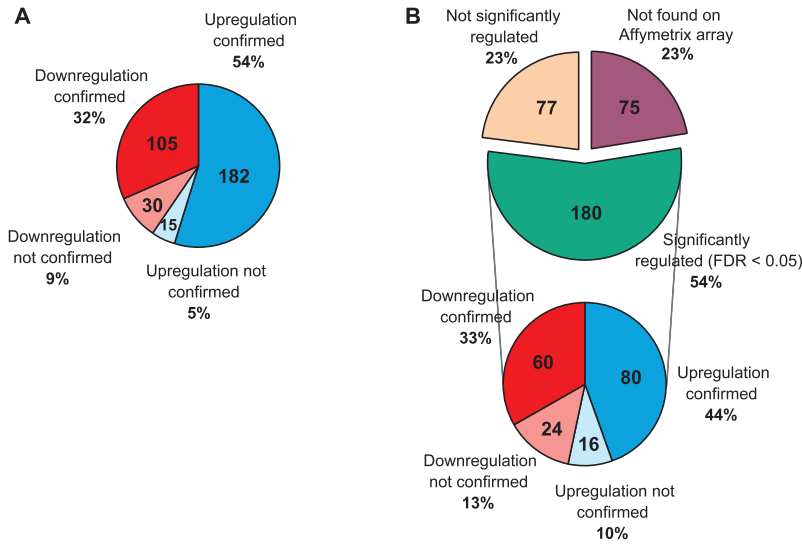 A
Upregulation
confirmed
54%
Downregulation
confirmed
32%
105
182
30
15
Downregulation
not confirmed
9%
Upregulation not
confirmed
5%
B
Not significantly
regulated
23%
Not found on
Affymetrix array
23%
77
75
180
Significantly
regulated (FDR < 0.05)
54%
Downregulation
confirmed
33%
60
80
24
16
Upregulation
confirmed
44%
Downregulation
not confirmed
13%
Upregulation not
confirmed
10%